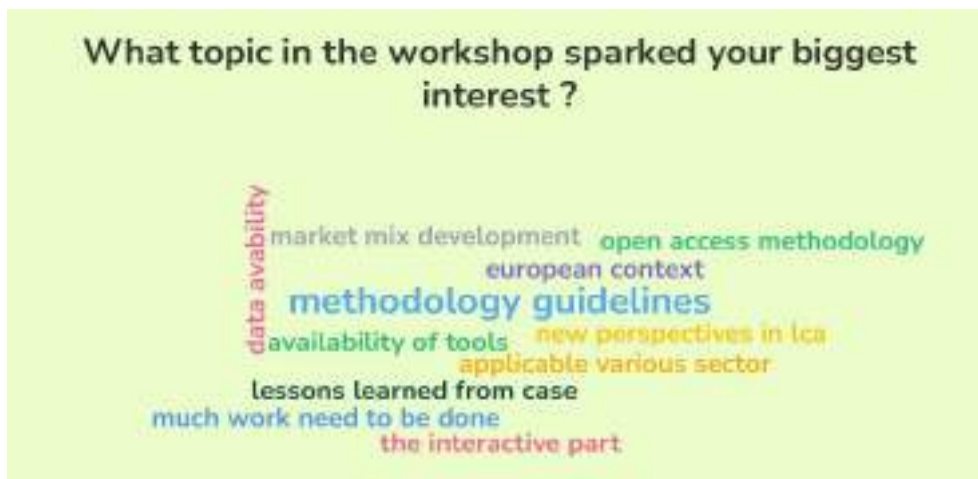 What topic in the workshop sparked your biggest
interest ?
data avability
market mix development
open access methodology
european context
methodology guidelines
availability of tools
new perspectives in lca
applicable various sector
lessons learned from case
much work need to be done
the interactive part